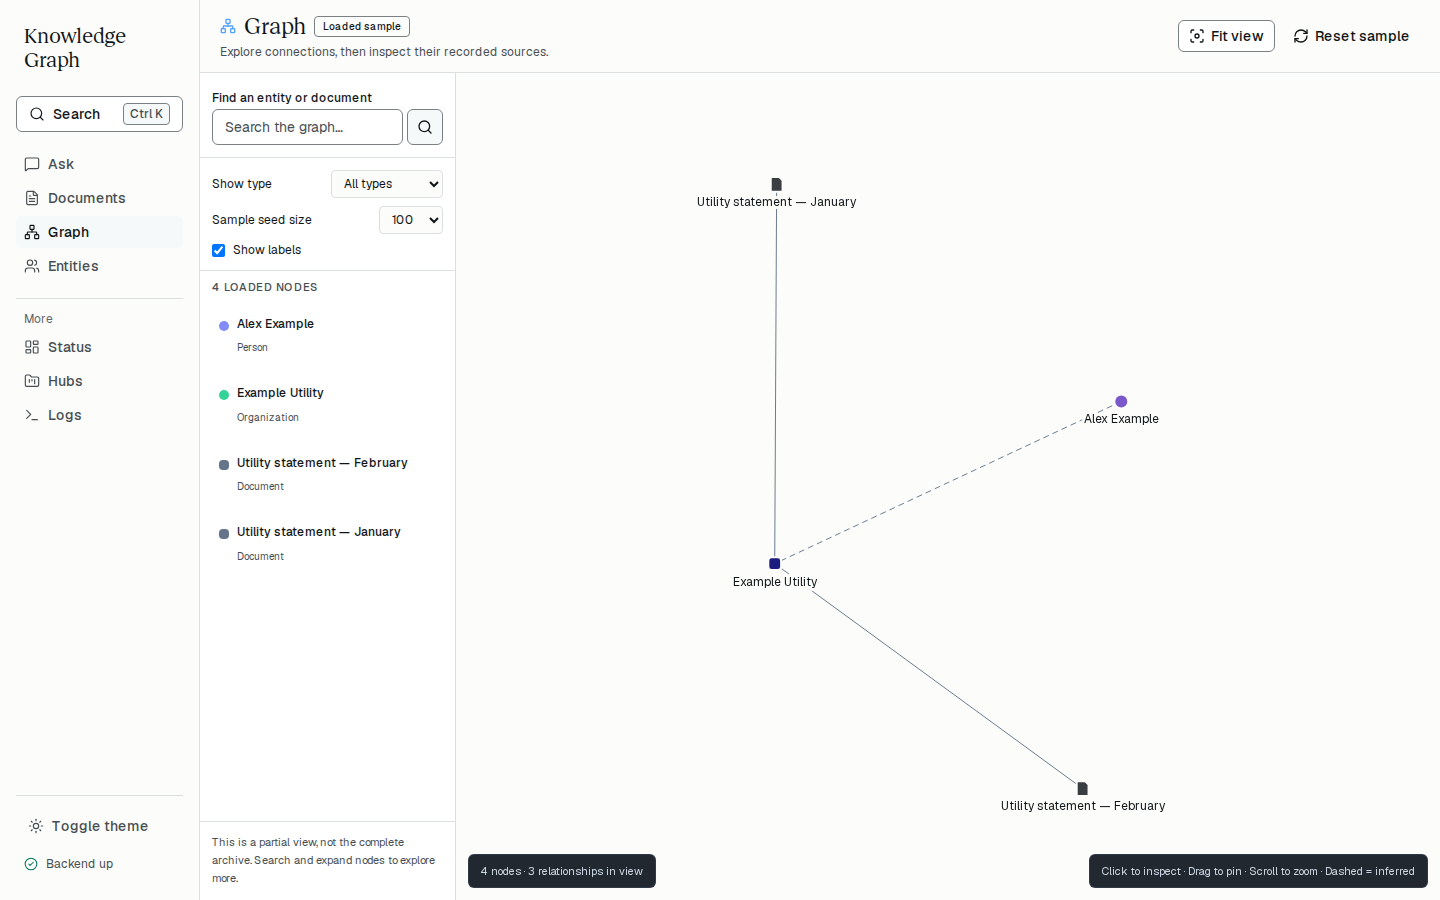 Knowledge
Graph
Search Ctrl K
Ask
Documents
Graph
Entities
More
Status
Hubs
Logs
Toggle theme
Backend up
Graph Loaded sample
Explore connections, then inspect their recorded sources.
Fit view
Reset sample
Find an entity or document
Search the graph...
Show type All types
Sample seed size 100
Show labels
4 LOADED NODES
Alex Example
Person
Example Utility
Organization
Utility statement — February
Document
Utility statement — January
Document
This is a partial view, not the complete
archive. Search and expand nodes to explore
more.
Utility statement — January
Alex Example
Example Utility
Utility statement — February
4 nodes · 3 relationships in view
Click to inspect · Drag to pin · Scroll to zoom · Dashed = inferred